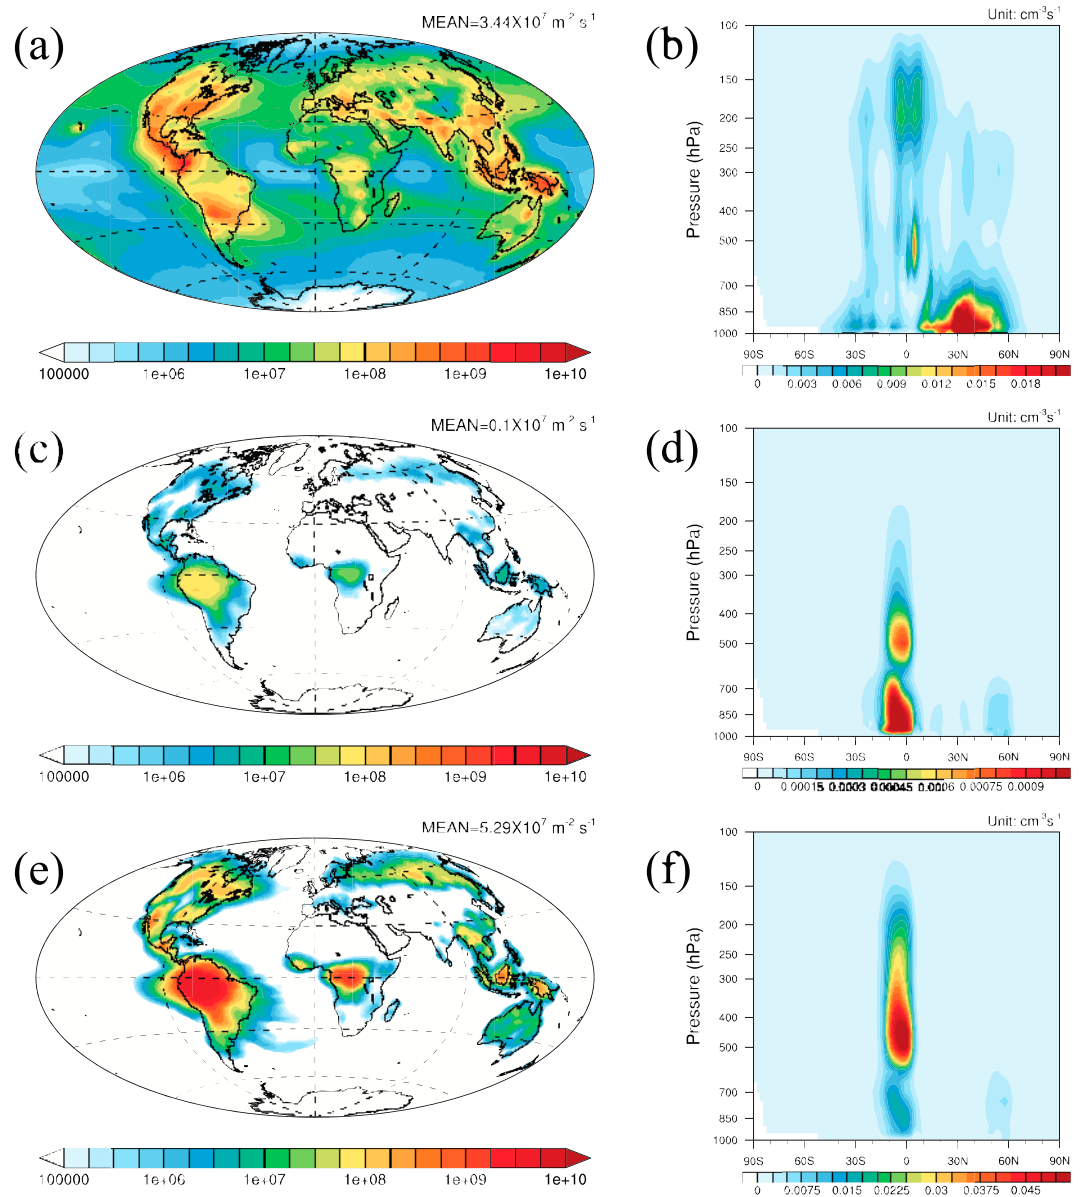 (a)
MEAN=3.44X10⁷ m⁻² s⁻¹
100000 1e+06 1e+07 1e+08 1e+09 1e+10
(b)
Unit: cm⁻³s⁻¹
Pressure (hPa)
100
150
200
250
300
400
500
700
850
1000
90S 60S 30S 0 30N 60N 90N
0 0.003 0.006 0.009 0.012 0.015 0.018
(c)
MEAN=0.1X10⁷ m⁻² s⁻¹
100000 1e+06 1e+07 1e+08 1e+09 1e+10
(d)
Unit: cm⁻³s⁻¹
Pressure (hPa)
100
150
200
250
300
400
500
700
850
1000
90S 60S 30S 0 30N 60N 90N
0 0.00015 0.0003 0.00045 0.00075 0.0009
(e)
MEAN=5.29X10⁷ m⁻² s⁻¹
100000 1e+06 1e+07 1e+08 1e+09 1e+10
(f)
Unit: cm⁻³s⁻¹
Pressure (hPa)
100
150
200
250
300
400
500
700
850
1000
90S 60S 30S 0 30N 60N 90N
0 0.0075 0.015 0.0225 0.03 0.0375 0.045